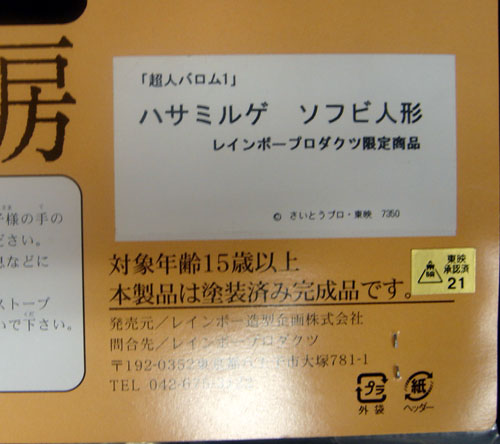 房
「超人バロム1」
ハサミルゲ　ソフビ人形
レインボープロダクツ限定商品
© さいとうプロ・東映 7350
様の手の
ださい。
などに
ストーブ
いで下さい。
対象年齢15歳以上
本製品は塗装済み完成品です。
東映
承認済
21
発売元／レインボー造型企画株式会社
問合先／レインボープロダクツ
〒192-0352 市大塚781-1
TEL 042-67
プラ
外袋
紙
ヘッダー